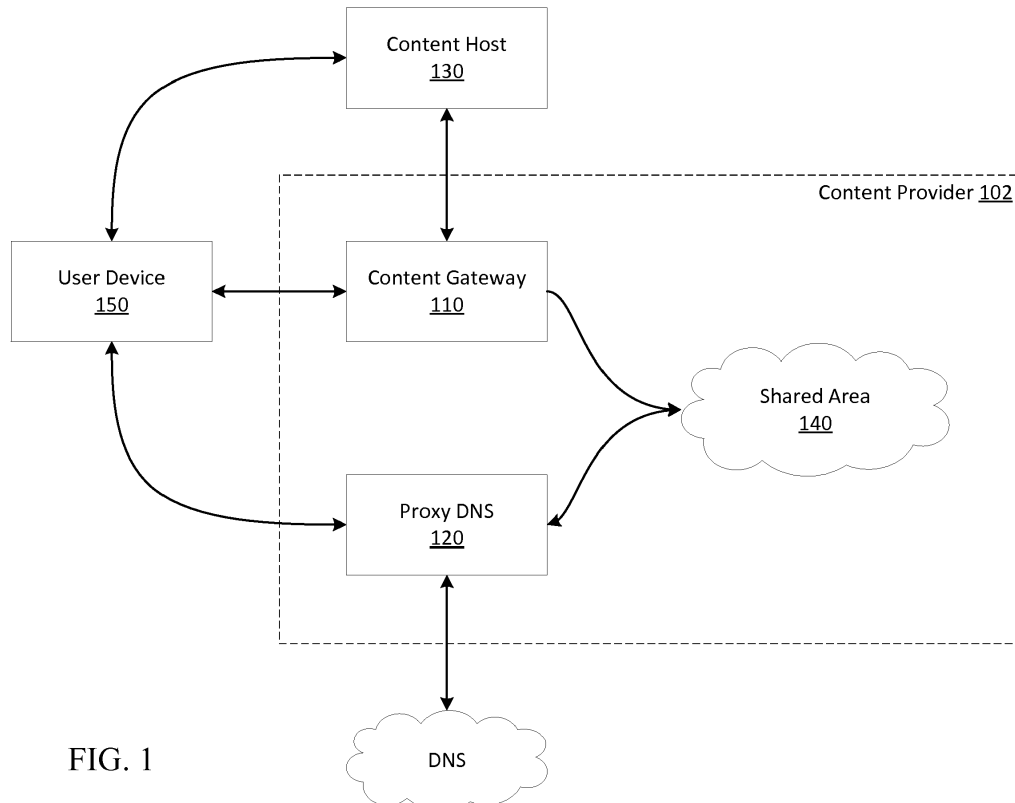 Content Host
130
Content Provider 102
User Device
150
Content Gateway
110
Shared Area
140
Proxy DNS
120
DNS
FIG. 1